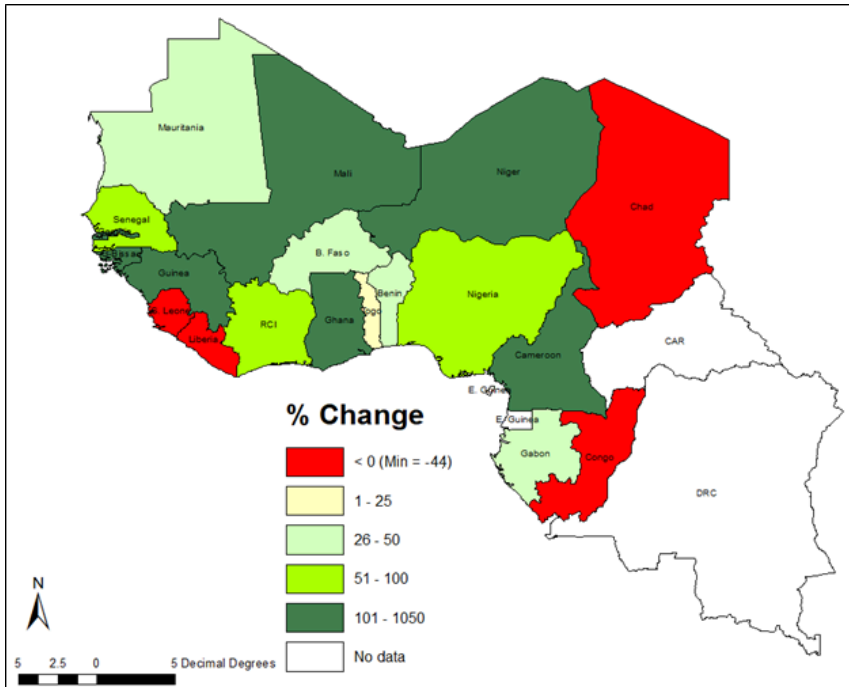 Mauritania
Mali
Niger
Chad
Senegal
B. Faso
Guinea
Benin
Nigeria
RCI
Ghana
Liberia
Cameroon
CAR
E. Guinea
Gabon
Congo
DRC
% Change
< 0 (Min = -44)
1 - 25
26 - 50
51 - 100
101 - 1050
No data
N
5 2.5 0 5 Decimal Degrees